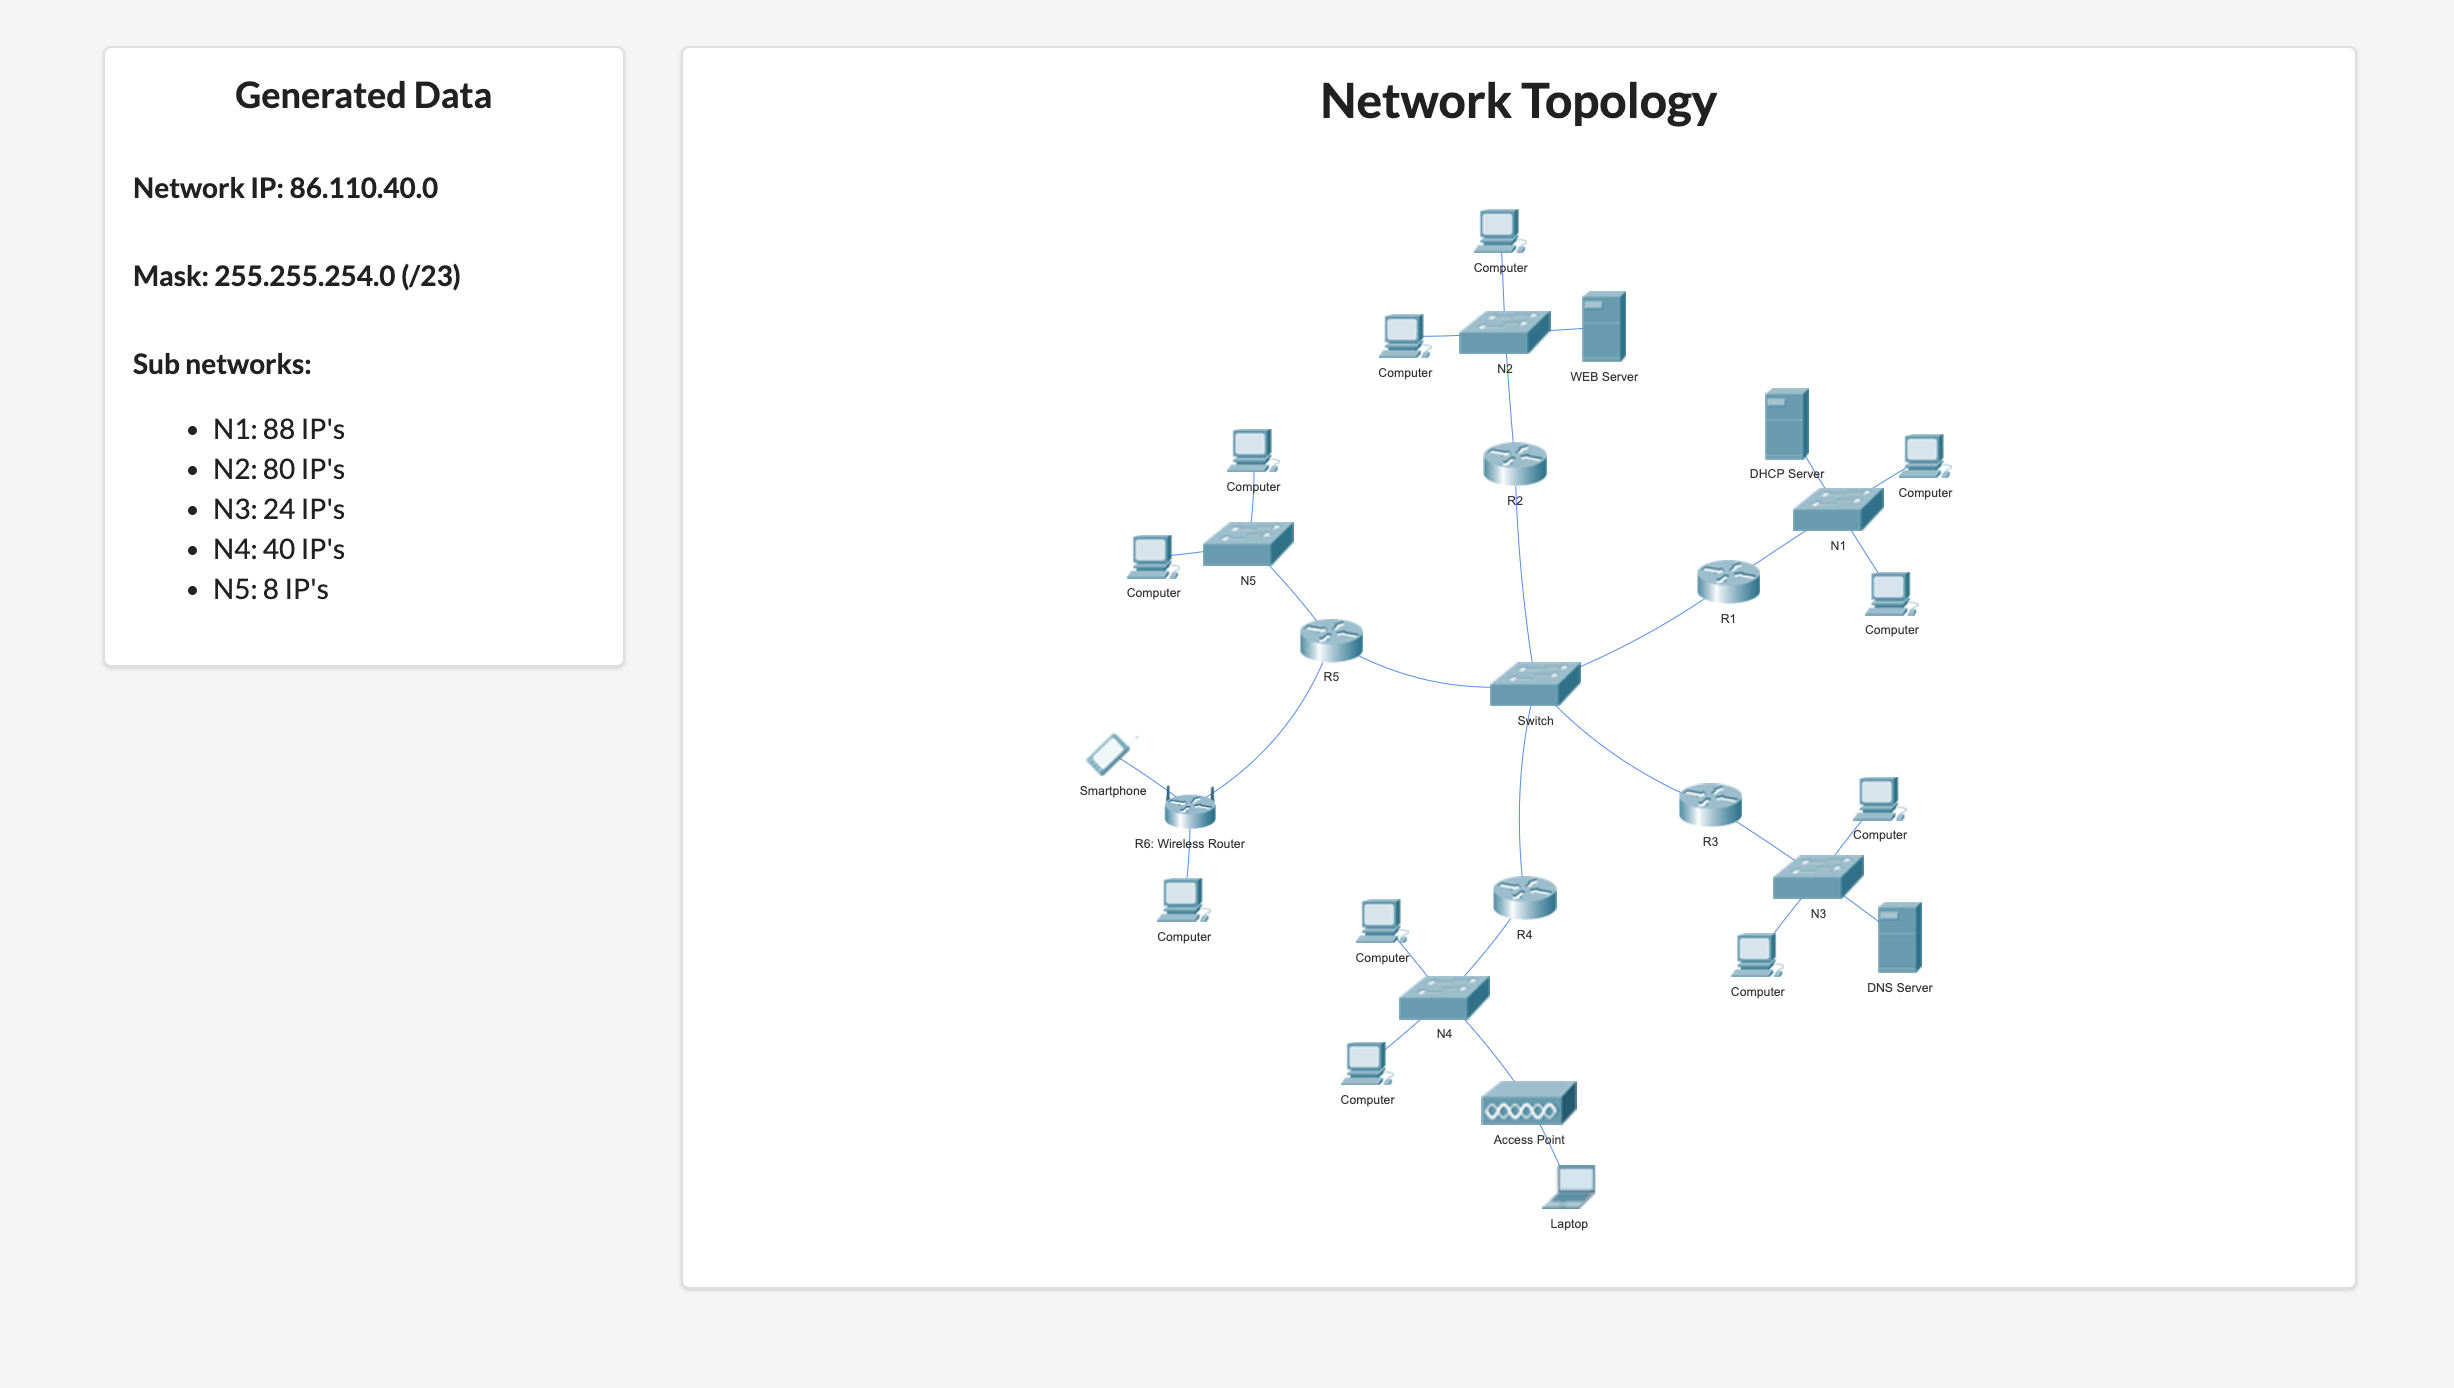 Generated Data
Network IP: 86.110.40.0
Mask: 255.255.254.0 (/23)
Sub networks:
• N1: 88 IP's
• N2: 80 IP's
• N3: 24 IP's
• N4: 40 IP's
• N5: 8 IP's
Network Topology
Computer
Computer
N2
WEB Server
R2
DHCP Server
Computer
N1
Computer
R1
Computer
Computer
N5
R5
Switch
Smartphone
R6: Wireless Router
Computer
R3
Computer
N3
Computer
DNS Server
R4
Computer
N4
Computer
Access Point
Laptop